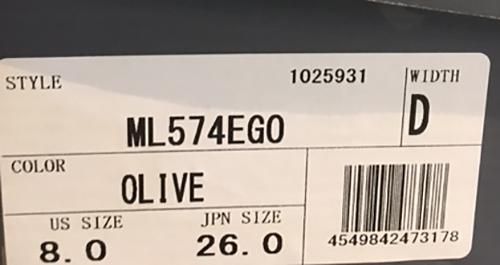 STYLE 1025931 WIDTH
ML574EGO D
COLOR
OLIVE
US SIZE JPN SIZE
8.0 26.0 4549842473178